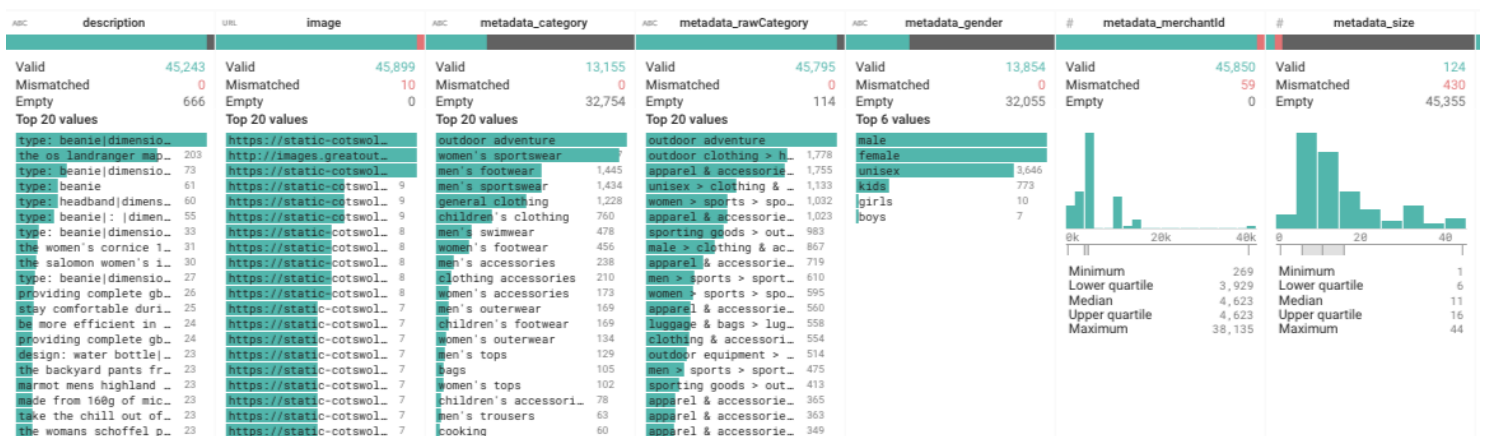 ABC description
Valid 45,243
Mismatched 0
Empty 666
Top 20 values
type: beanie|dimensio…
the os landranger map… 203
type: beanie|dimensio… 73
type: beanie 61
type: headband|dimens… 60
type: beanie|: |dimen… 55
type: beanie|dimensio… 33
the women's cornice 1… 31
the salomon women's i… 30
type: beanie|dimensio… 27
providing complete gb… 26
stay comfortable duri… 25
be more efficient in … 24
providing complete gb… 24
design: water bottle|… 23
the backyard pants fr… 23
marmot mens highland … 23
made from 160g of mic… 23
take the chill out of… 23
the womans schoffel p… 23
URL image
Valid 45,899
Mismatched 10
Empty 0
Top 20 values
https://static-cotswol…
http://images.greatout…
https://static-cotswol…
https://static-cotswol… 9
https://static-cotswol… 9
https://static-cotswol… 9
https://static-cotswol… 8
https://static-cotswol… 8
https://static-cotswol… 8
https://static-cotswol… 8
https://static-cotswol… 8
https://static-cotswol… 7
https://static-cotswol… 7
https://static-cotswol… 7
https://static-cotswol… 7
https://static-cotswol… 7
https://static-cotswol… 7
https://static-cotswol… 7
https://static-cotswol… 7
https://static-cotswol… 7
ABC metadata_category
Valid 13,155
Mismatched 0
Empty 32,754
Top 20 values
outdoor adventure
women's sportswear
men's footwear 1,445
men's sportswear 1,434
general clothing 1,228
children's clothing 760
men's swimwear 478
women's footwear 456
men's accessories 238
clothing accessories 210
women's accessories 173
men's outerwear 169
children's footwear 169
women's outerwear 134
men's tops 129
bags 105
women's tops 102
children's accessori… 78
men's trousers 63
cooking 60
ABC metadata_rawCategory
Valid 45,795
Mismatched 0
Empty 114
Top 20 values
outdoor adventure
outdoor clothing > h… 1,778
apparel & accessorie… 1,755
unisex > clothing & … 1,133
women > sports > spo… 1,032
apparel & accessorie… 1,023
sporting goods > out… 983
male > clothing & ac… 867
apparel & accessorie… 719
men > sports > sport… 610
women > sports > spo… 595
apparel & accessorie… 560
luggage & bags > lug… 558
clothing & accessori… 554
outdoor equipment > … 514
men > sports > sport… 475
sporting goods > out… 413
apparel & accessorie… 365
apparel & accessorie… 363
apparel & accessorie… 349
ABC metadata_gender
Valid 13,854
Mismatched 0
Empty 32,055
Top 6 values
male
female
unisex 3,646
kids 773
girls 10
boys 7
# metadata_merchantId
Valid 45,850
Mismatched 59
Empty 0
0k 20k 40k
Minimum 269
Lower quartile 3,929
Median 4,623
Upper quartile 4,623
Maximum 38,135
# metadata_size
Valid 124
Mismatched 430
Empty 45,355
0 20 40
Minimum 1
Lower quartile 6
Median 11
Upper quartile 16
Maximum 44